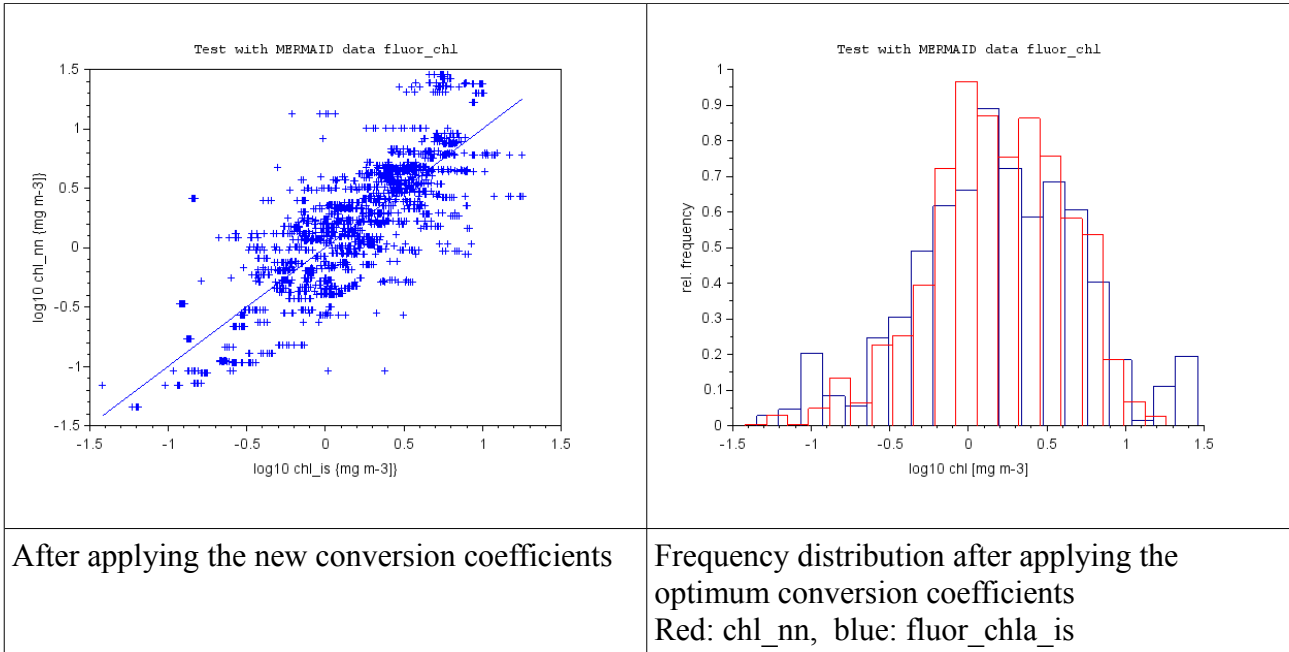 Test with MERMAID data fluor_chl
1.5
1
0.5
0
-0.5
-1
-1.5
log10 chl_nn {mg m-3]}
-1.5 -1 -0.5 0 0.5 1 1.5
log10 chl_is {mg m-3]}
Test with MERMAID data fluor_chl
1
0.9
0.8
0.7
0.6
0.5
0.4
0.3
0.2
0.1
0
rel. frequency
-1.5 -1 -0.5 0 0.5 1 1.5
log10 chl [mg m-3]
After applying the new conversion coefficients
Frequency distribution after applying the
optimum conversion coefficients
Red: chl_nn, blue: fluor_chla_is